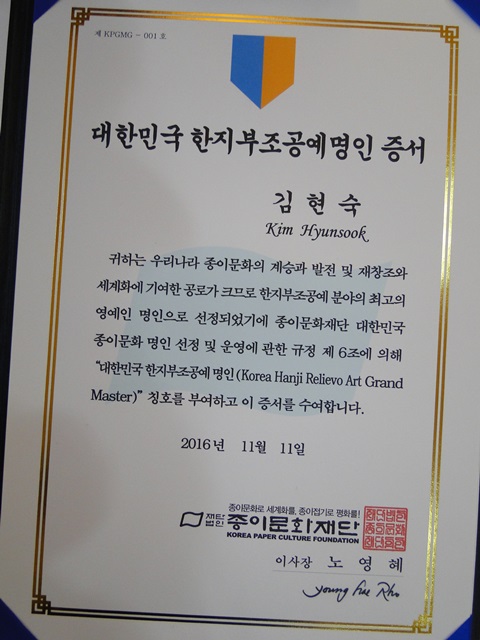 제 KPGMG - 001 호
대한민국 한지부조공예명인 증서
김 현 숙
Kim Hyunsook
귀하는 우리나라 종이문화의 계승과 발전 및 재창조와
세계화에 기여한 공로가 크므로 한지부조공예 분야의 최고의
영예인 명인으로 선정되었기에 종이문화재단 대한민국
종이문화 명인 선정 및 운영에 관한 규정 제 6조에 의해
“대한민국 한지부조공예 명인(Korea Hanji Relievo Art Grand
Master)” 칭호를 부여하고 이 증서를 수여합니다.
2016년 11월 11일
종이문화로 세계화를, 종이접기로 평화를!
재단법인 종이문화재단
KOREA PAPER CULTURE FOUNDATION
이사장 노 영 혜
young hae Rho